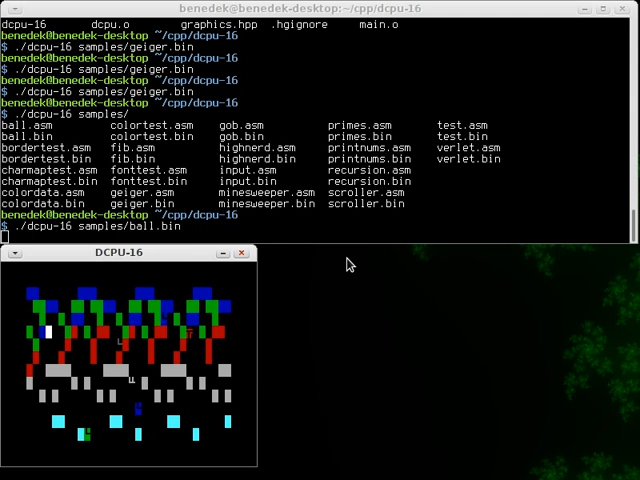 benedek@benedek-desktop:~/cpp/dcpu-16
dcpu-16 dcpu.o graphics.hpp .hgignore main.o
benedek@benedek-desktop ~/cpp/dcpu-16
$ ./dcpu-16 samples/geiger.bin
benedek@benedek-desktop ~/cpp/dcpu-16
$ ./dcpu-16 samples/geiger.bin
benedek@benedek-desktop ~/cpp/dcpu-16
$ ./dcpu-16 samples/geiger.bin
benedek@benedek-desktop ~/cpp/dcpu-16
$ ./dcpu-16 samples/
ball.asm colortest.asm gob.asm primes.asm test.asm
ball.bin colortest.bin gob.bin primes.bin test.bin
bordertest.asm fib.asm highnerd.asm printnums.asm verlet.asm
bordertest.bin fib.bin highnerd.bin printnums.bin verlet.bin
charmaptest.asm fonttest.asm input.asm recursion.asm
charmaptest.bin fonttest.bin input.bin recursion.bin
colordata.asm geiger.asm minesweeper.asm scroller.asm
colordata.bin geiger.bin minesweeper.bin scroller.bin
benedek@benedek-desktop ~/cpp/dcpu-16
$ ./dcpu-16 samples/ball.bin
DCPU-16